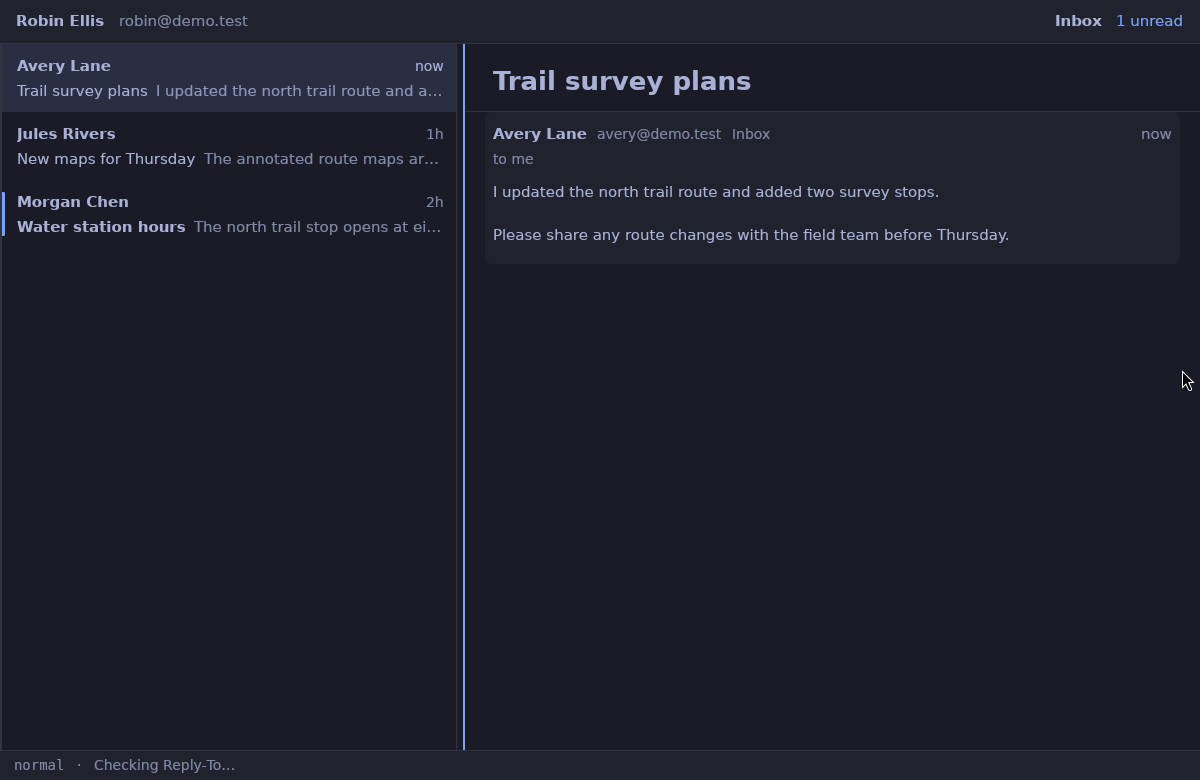 Robin Ellis robin@demo.test Inbox 1 unread
Avery Lane now
Trail survey plans I updated the north trail route and a…
Jules Rivers 1h
New maps for Thursday The annotated route maps ar…
Morgan Chen 2h
Water station hours The north trail stop opens at ei…
Trail survey plans
Avery Lane avery@demo.test Inbox now
to me
I updated the north trail route and added two survey stops.
Please share any route changes with the field team before Thursday.
normal · Checking Reply-To…